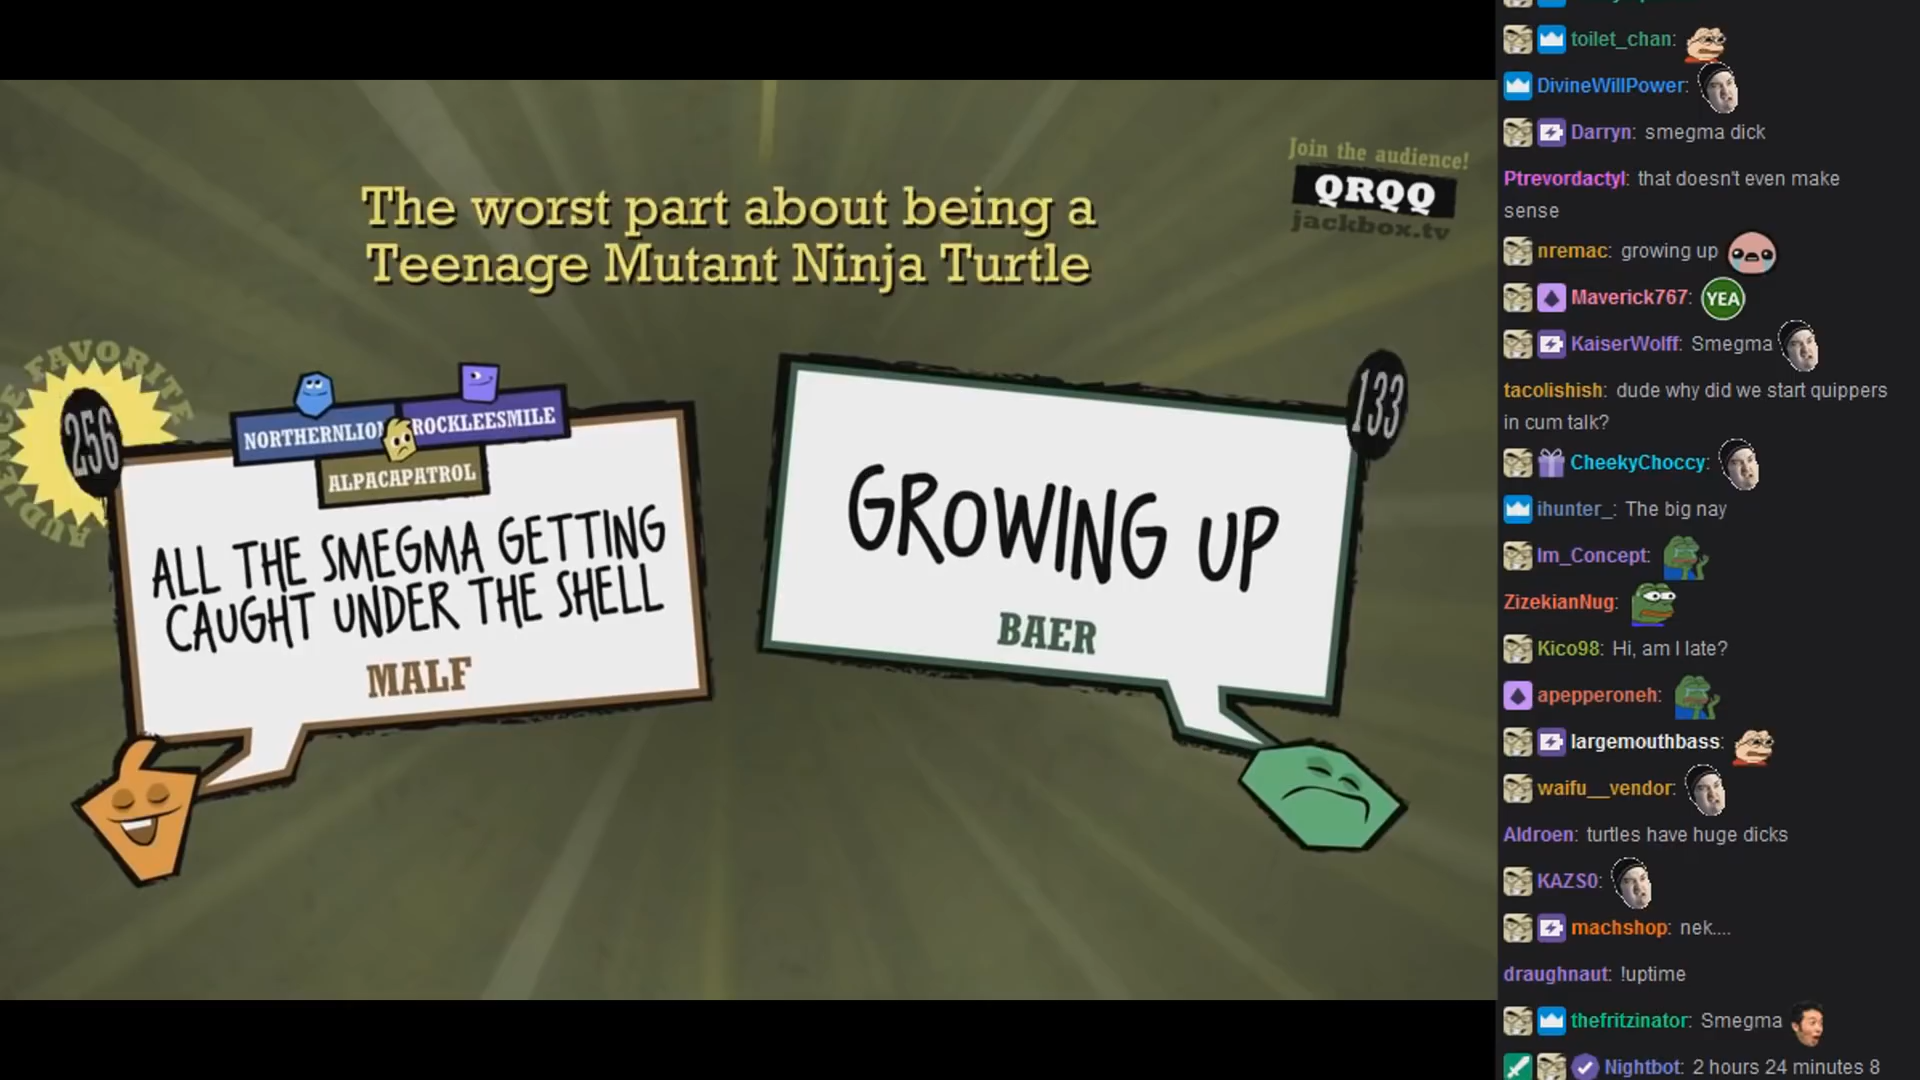 The worst part about being a
Teenage Mutant Ninja Turtle
Join the audience!
QRQQ
jackbox.tv
AUDIENCE FAVORITE
256
NORTHERNLION
ROCKLEESMILE
ALPACAPATROL
ALL THE SMEGMA GETTING
CAUGHT UNDER THE SHELL
MALF
133
GROWING UP
BAER
toilet_chan:
DivineWillPower:
Darryn: smegma dick
Ptrevordactyl: that doesn't even make
sense
nremac: growing up
Maverick767: YEA
KaiserWolff: Smegma
tacolishish: dude why did we start quippers
in cum talk?
CheekyChoccy:
ihunter_: The big nay
Im_Concept:
ZizekianNug:
Kico98: Hi, am I late?
apepperoneh:
largemouthbass:
waifu__vendor:
Aldroen: turtles have huge dicks
KAZS0:
machshop: nek....
draughnaut: !uptime
thefritzinator: Smegma
Nightbot: 2 hours 24 minutes 8